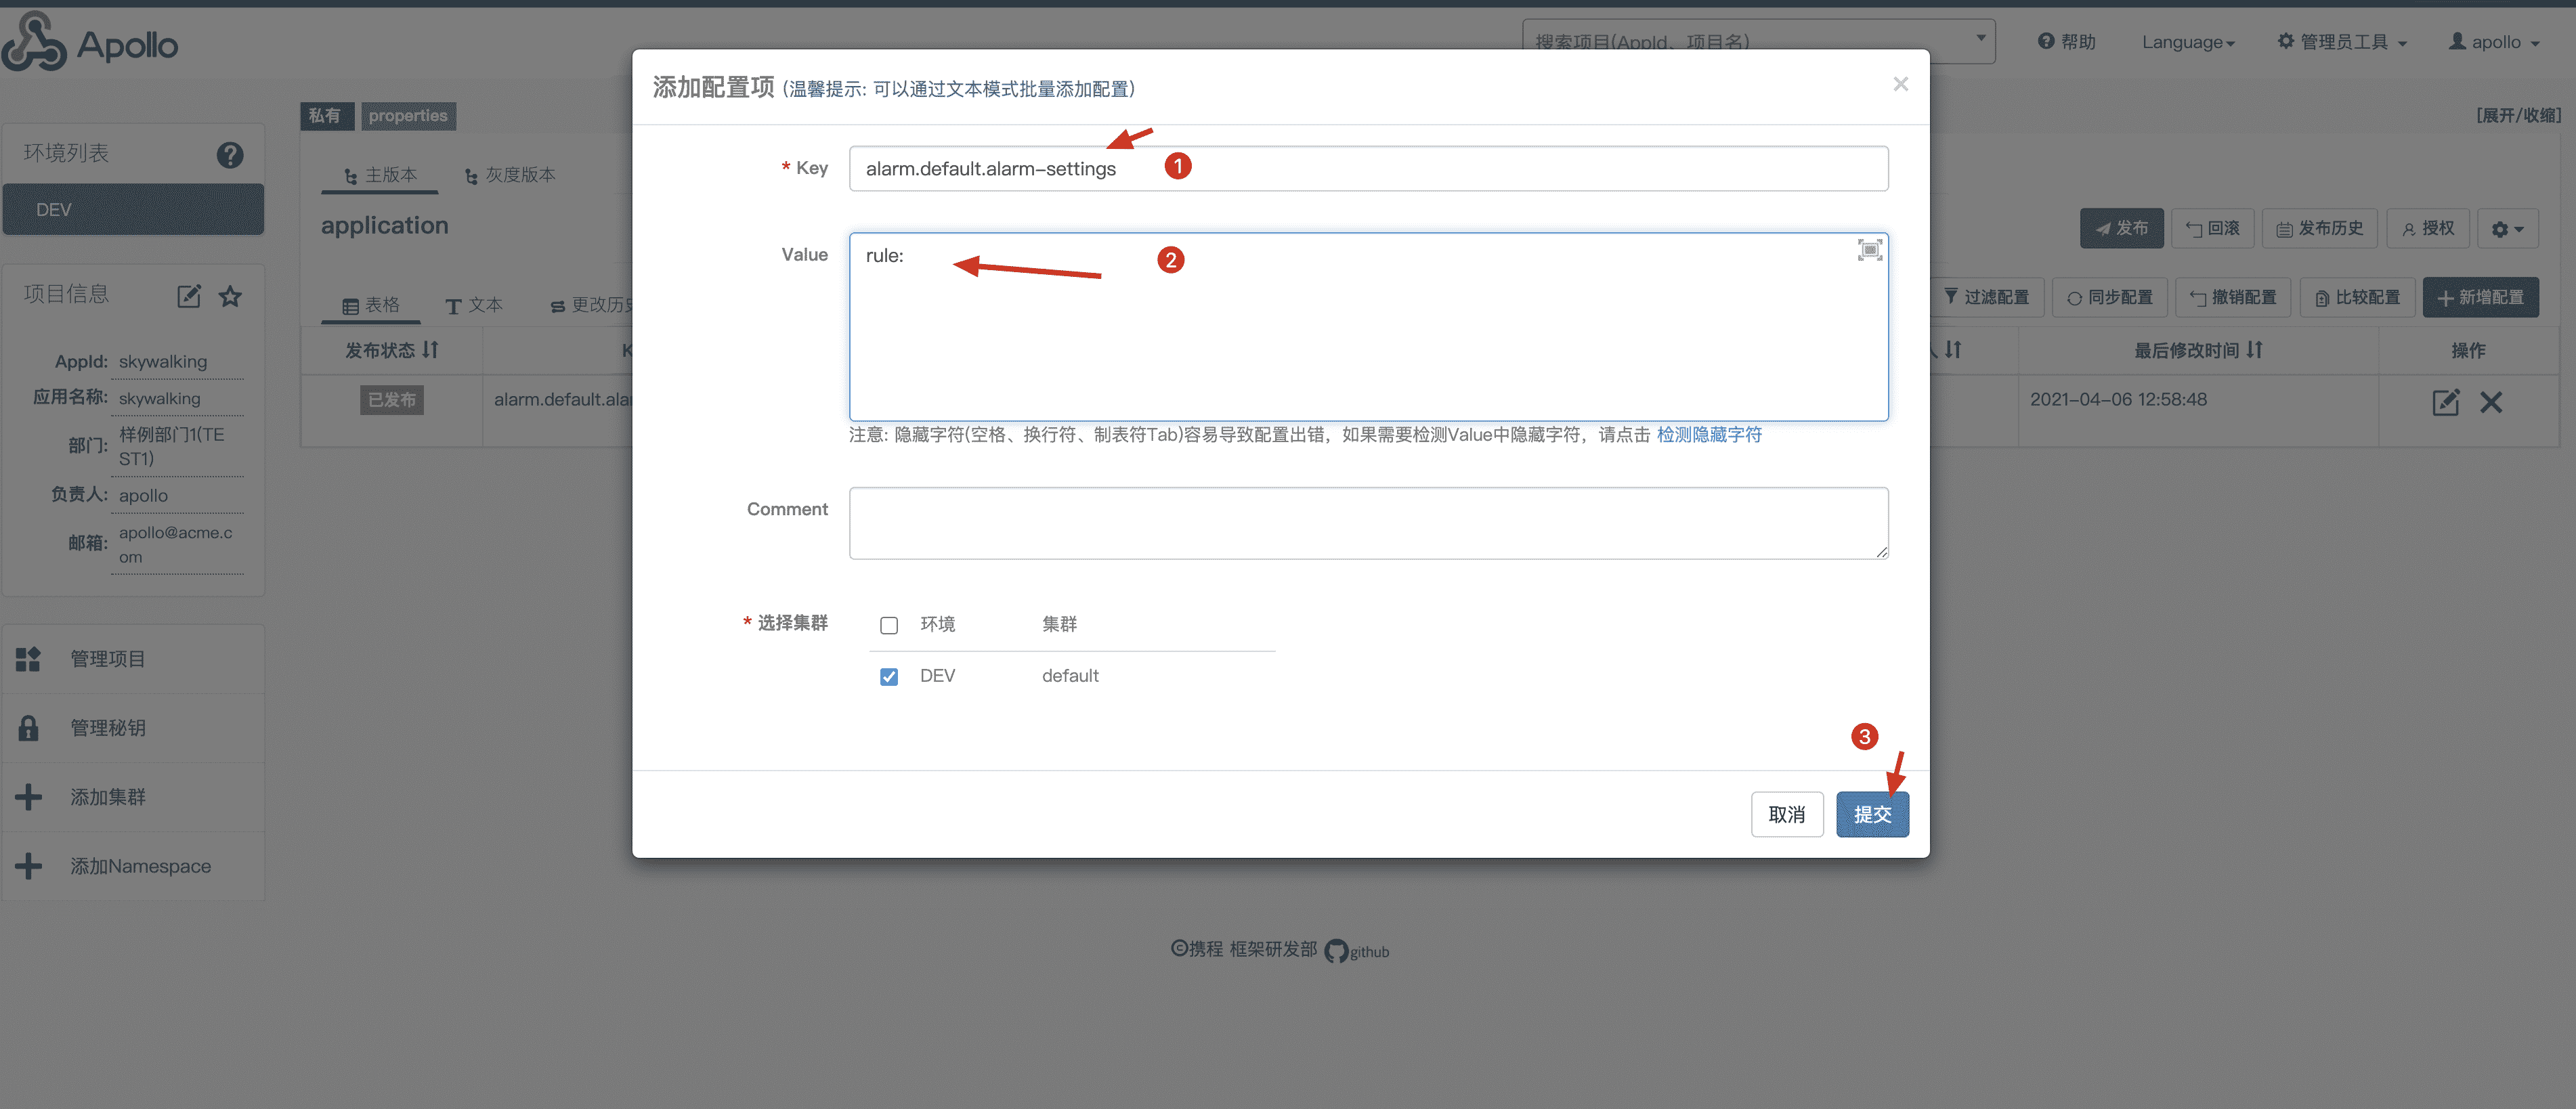 Apollo
搜索项目(AppId、项目名)
帮助
Language
管理员工具
apollo
私有
properties
[展开/收缩]
环境列表
DEV
主版本
灰度版本
application
发布
回滚
发布历史
授权
项目信息
表格
文本
更改历史
过滤配置
同步配置
撤销配置
比较配置
新增配置
发布状态
K
人
最后修改时间
操作
已发布
alarm.default.alar
2021-04-06 12:58:48
AppId: skywalking
应用名称: skywalking
部门: 样例部门1(TE
ST1)
负责人: apollo
邮箱: apollo@acme.c
om
管理项目
管理秘钥
添加集群
添加Namespace
添加配置项 (温馨提示: 可以通过文本模式批量添加配置)
×
* Key
alarm.default.alarm-settings
1
Value
rule:
2
注意: 隐藏字符(空格、换行符、制表符Tab)容易导致配置出错，如果需要检测Value中隐藏字符，请点击 检测隐藏字符
Comment
* 选择集群
环境 集群
DEV default
3
取消
提交
©携程 框架研发部 github